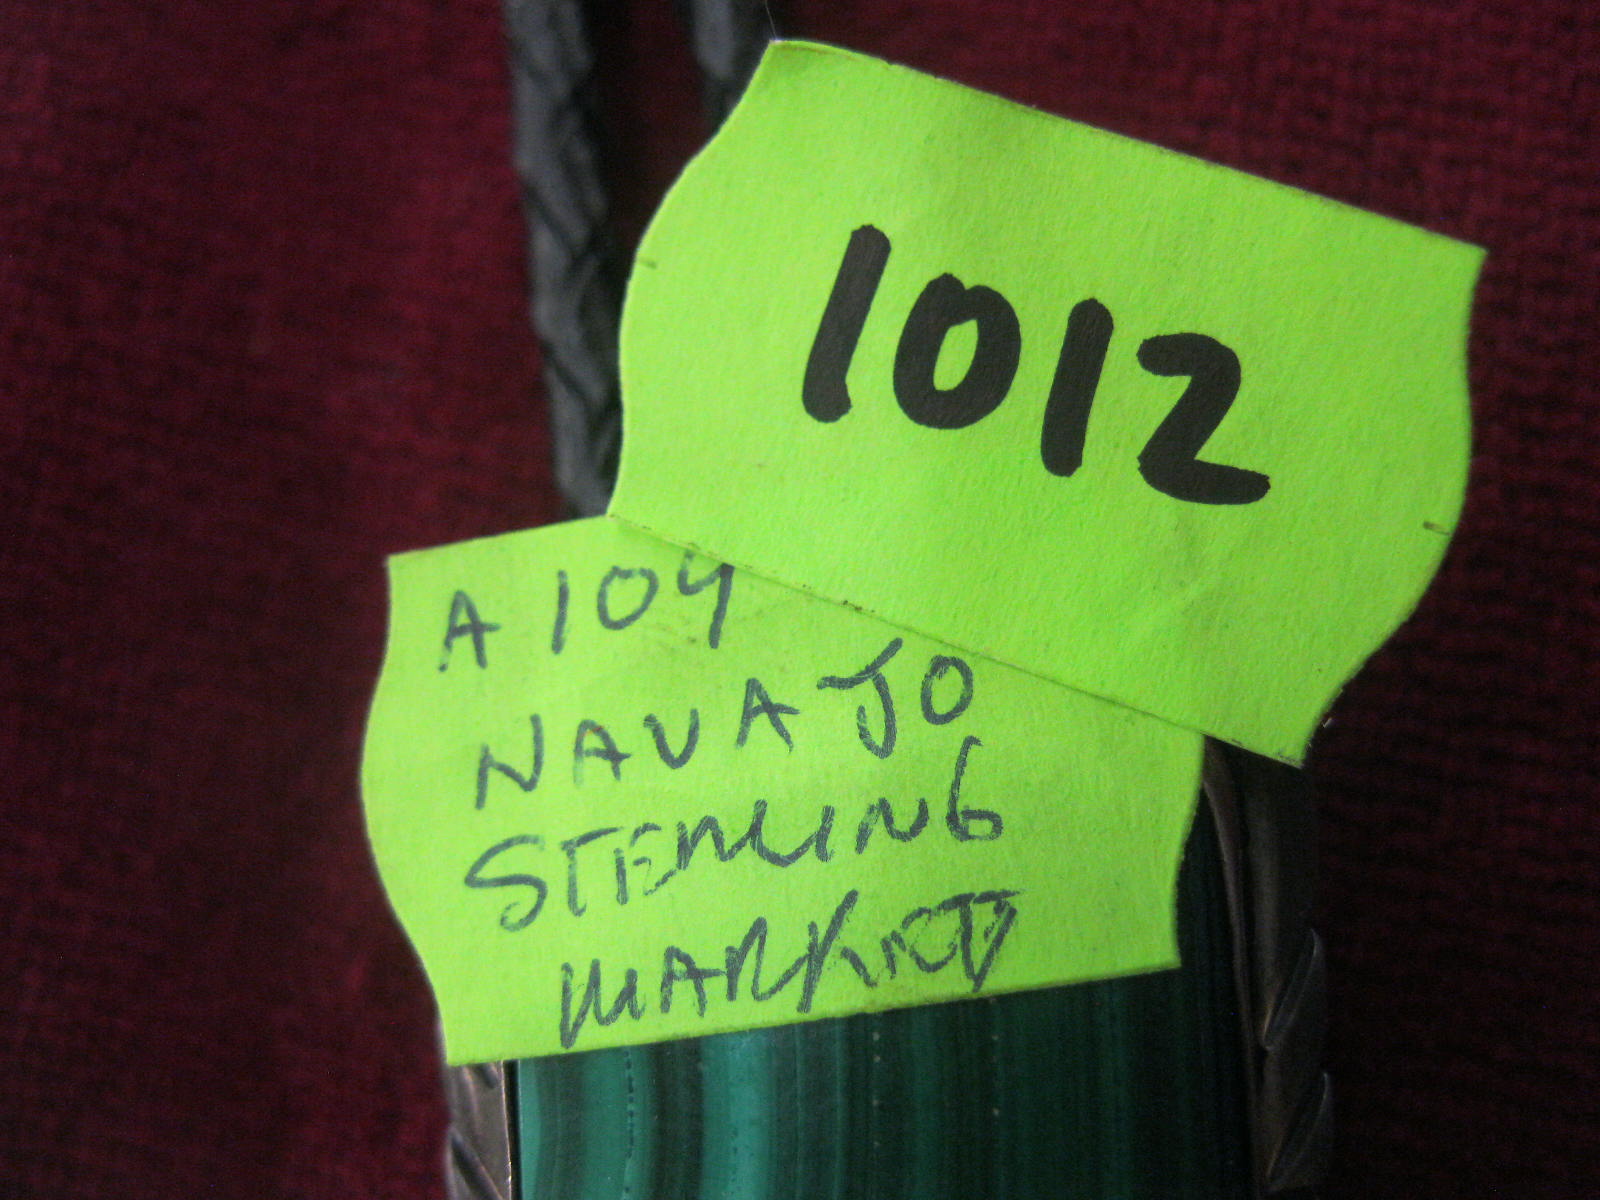 1012
A 104
NAVAJO
STERLING
MARKED